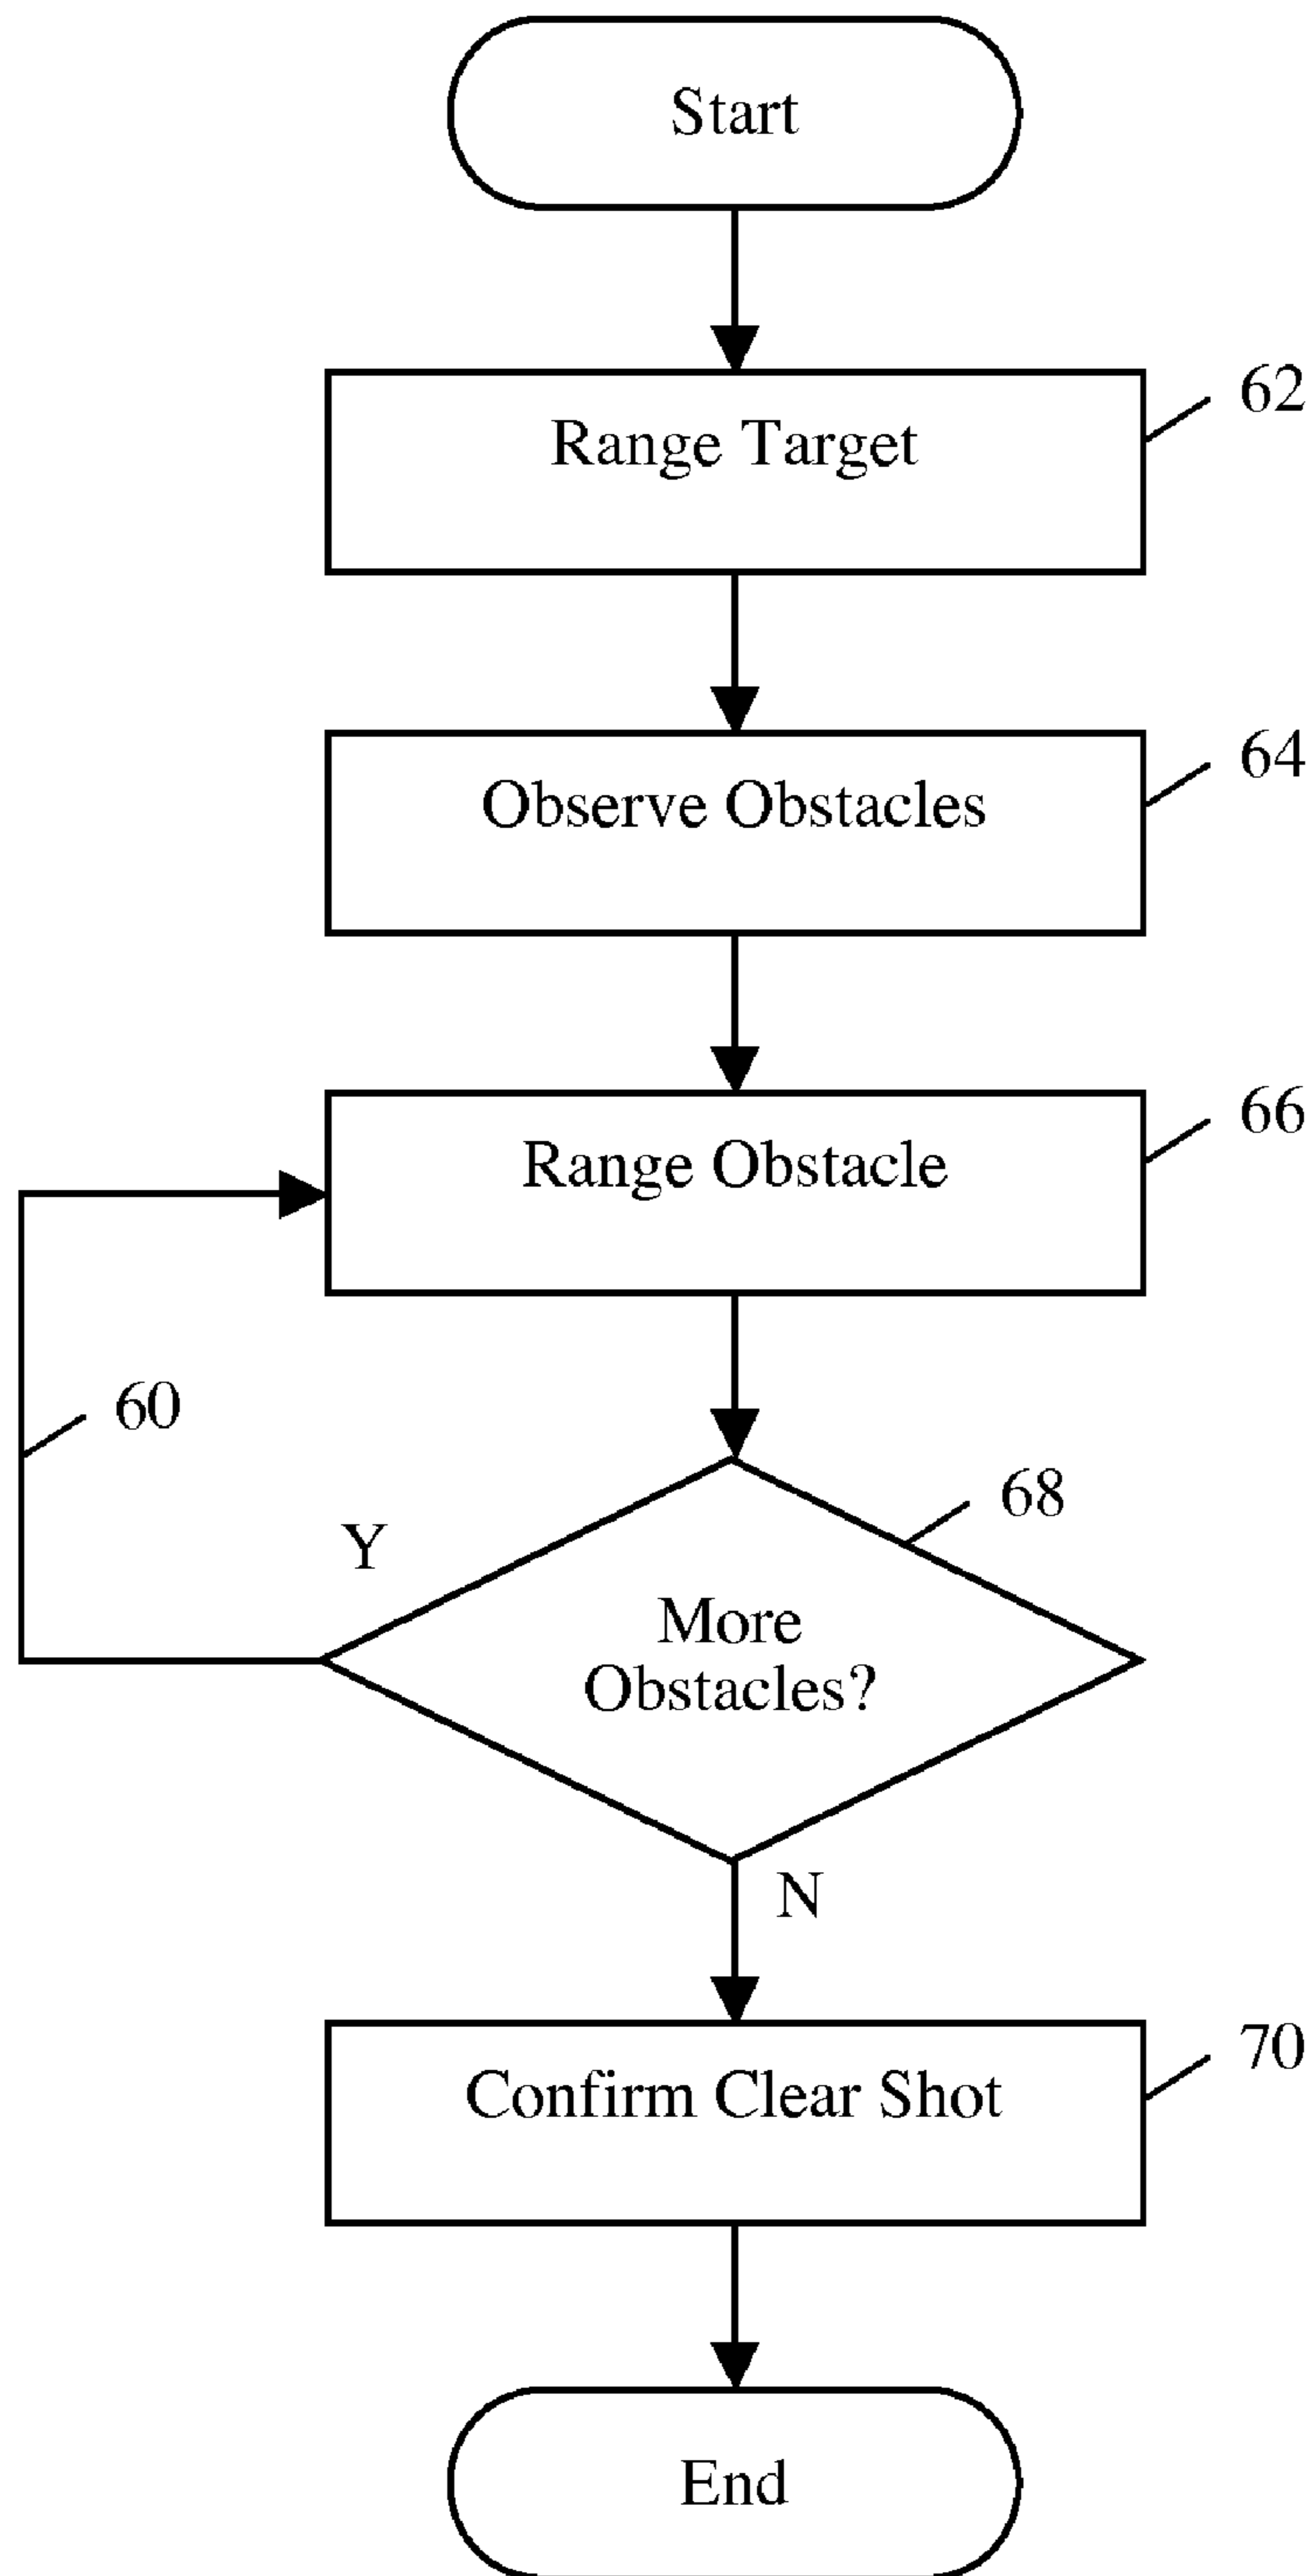 Start
Range Target
62
Observe Obstacles
64
Range Obstacle
66
60
68
Y
More
Obstacles?
N
Confirm Clear Shot
70
End